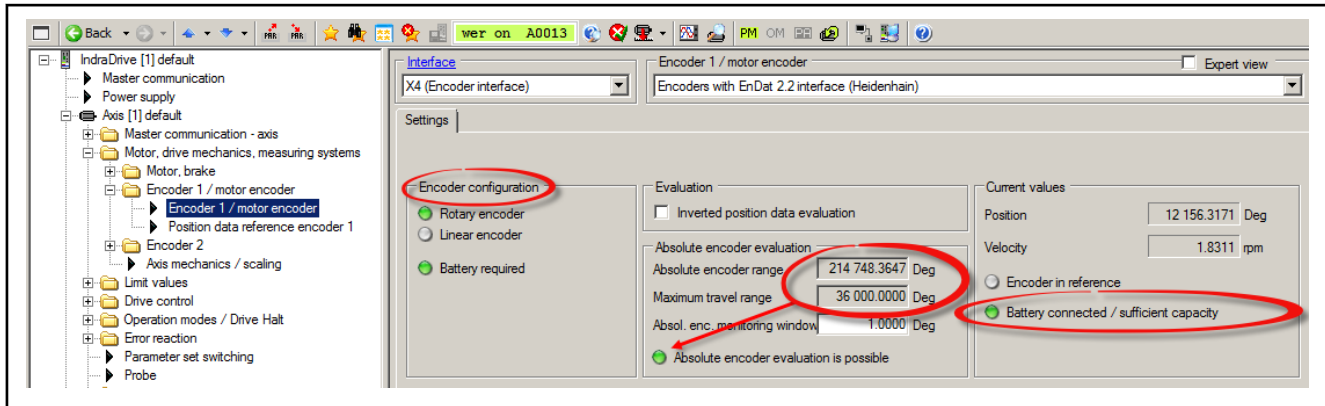 Back
PAR
PAR
wer on A0013
PM OM
IndraDrive [1] default
Master communication
Power supply
Axis [1] default
Master communication - axis
Motor, drive mechanics, measuring systems
Motor, brake
Encoder 1 / motor encoder
Encoder 1 / motor encoder
Position data reference encoder 1
Encoder 2
Axis mechanics / scaling
Limit values
Drive control
Operation modes / Drive Halt
Error reaction
Parameter set switching
Probe
Interface
X4 (Encoder interface)
Encoder 1 / motor encoder
Expert view
Encoders with EnDat 2.2 interface (Heidenhain)
Settings
Encoder configuration
Rotary encoder
Linear encoder
Battery required
Evaluation
Inverted position data evaluation
Absolute encoder evaluation
Absolute encoder range 214 748.3647 Deg
Maximum travel range 36 000.0000 Deg
Absol. enc. monitoring window 1.0000 Deg
Absolute encoder evaluation is possible
Current values
Position 12 156.3171 Deg
Velocity 1.8311 rpm
Encoder in reference
Battery connected / sufficient capacity